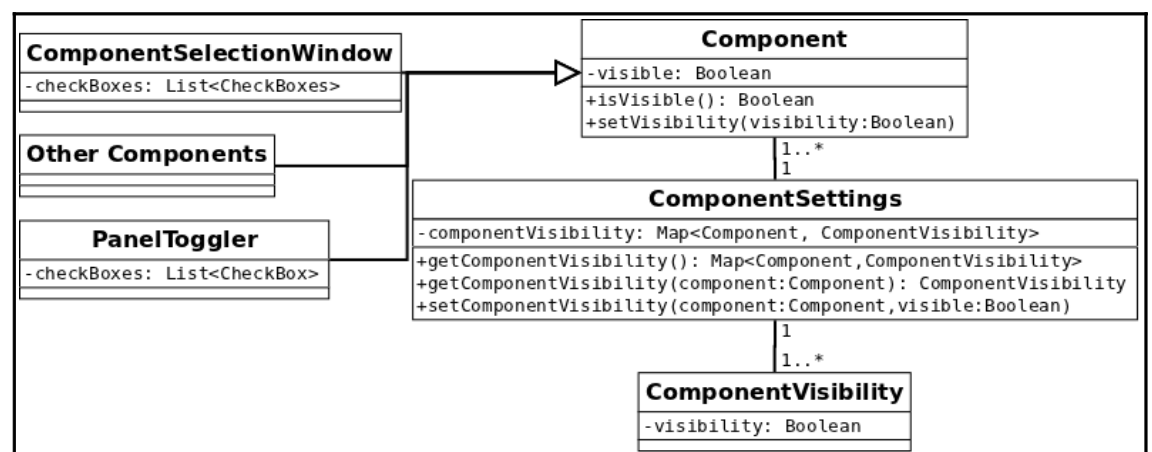 ComponentSelectionWindow
-checkBoxes: List<CheckBoxes>
Other Components
PanelToggler
-checkBoxes: List<CheckBox>
Component
-visible: Boolean
+isVisible(): Boolean
+setVisibility(visibility:Boolean)
1..*
1
ComponentSettings
-componentVisibility: Map<Component, ComponentVisibility>
+getComponentVisibility(): Map<Component,ComponentVisibility>
+getComponentVisibility(component:Component): ComponentVisibility
+setComponentVisibility(component:Component,visible:Boolean)
1
1..*
ComponentVisibility
-visibility: Boolean